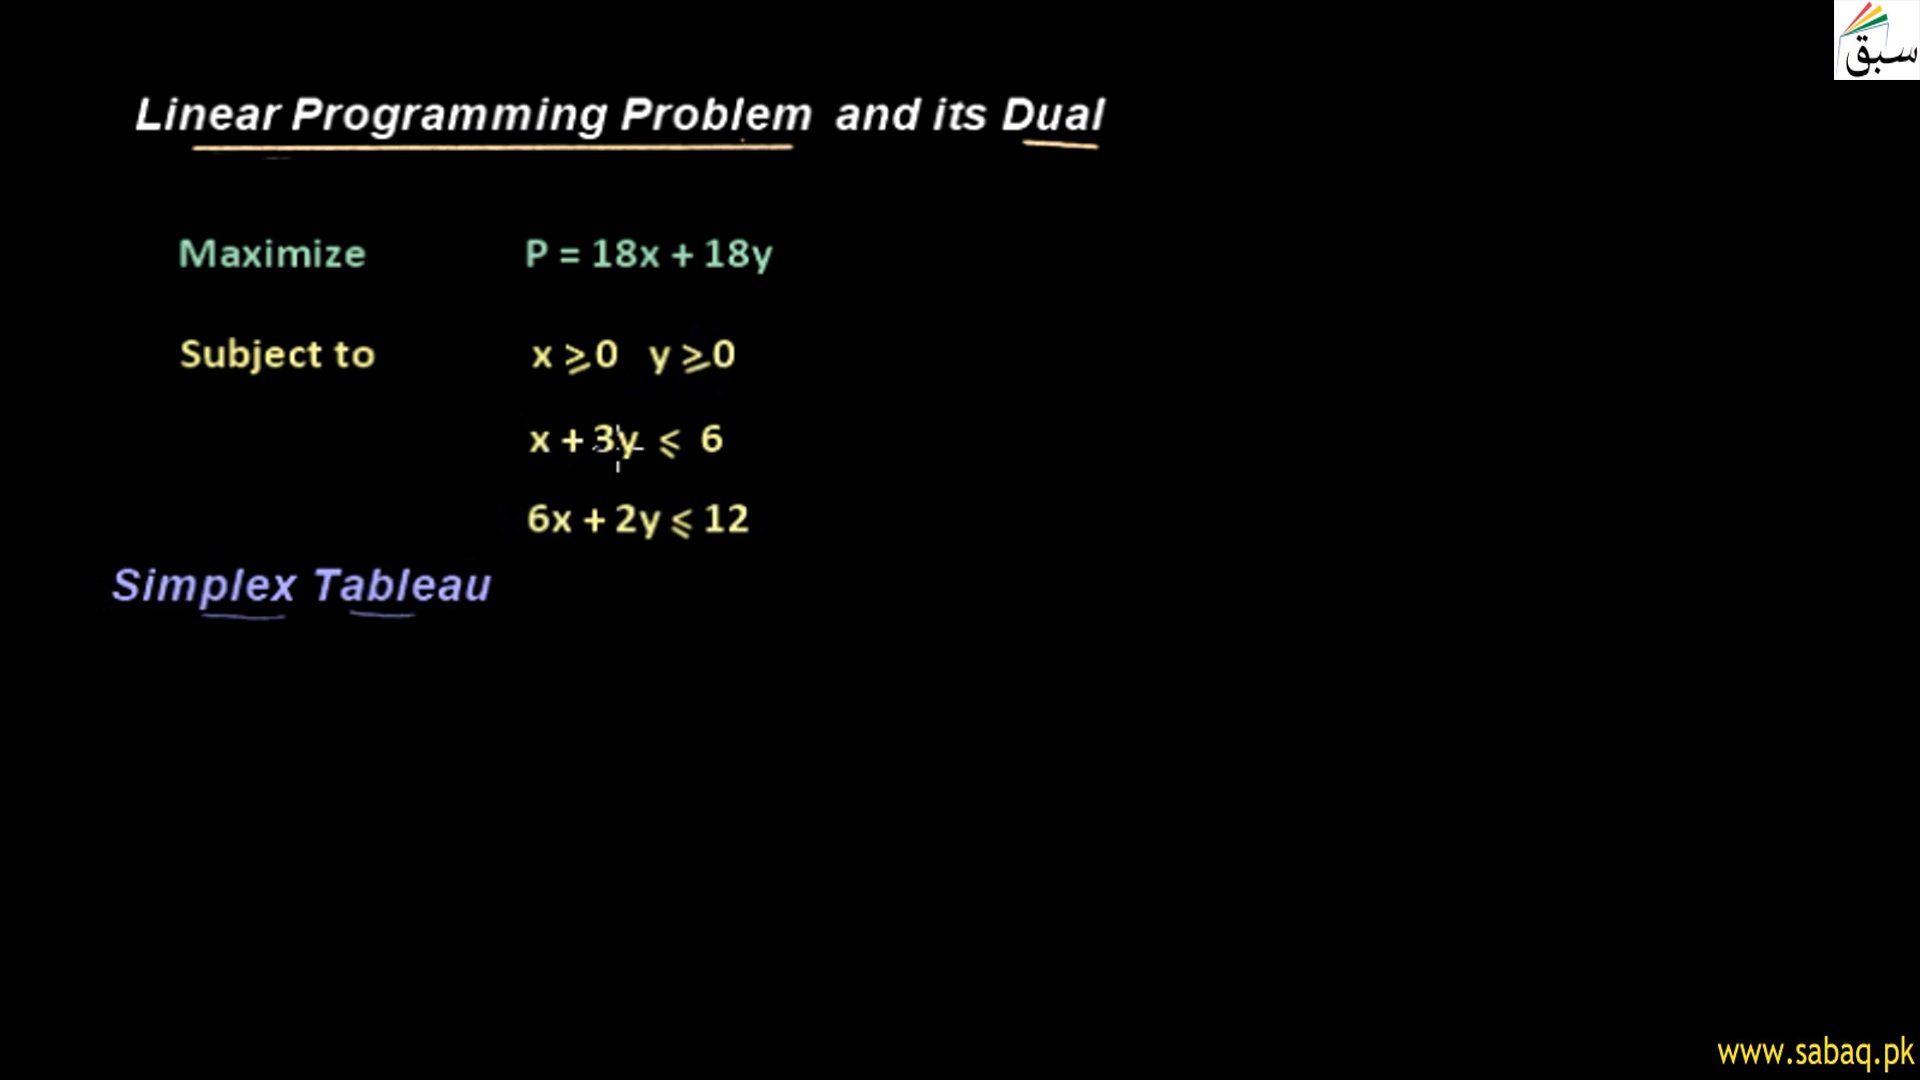 سبق
Linear Programming Problem and its Dual
Maximize P = 18x + 18y
Subject to x ⩾ 0 y ⩾ 0
x + 3y ⩽ 6
6x + 2y ⩽ 12
Simplex Tableau
www.sabaq.pk